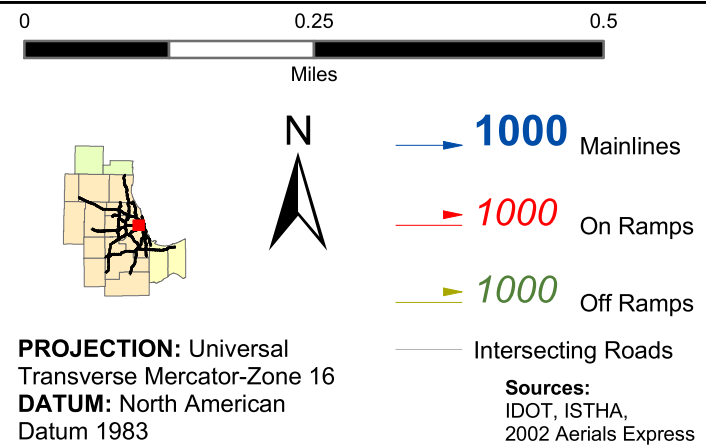 0 0.25 0.5
Miles
N
1000 Mainlines
1000 On Ramps
1000 Off Ramps
Intersecting Roads
PROJECTION: Universal
Transverse Mercator-Zone 16
DATUM: North American
Datum 1983
Sources:
IDOT, ISTHA,
2002 Aerials Express